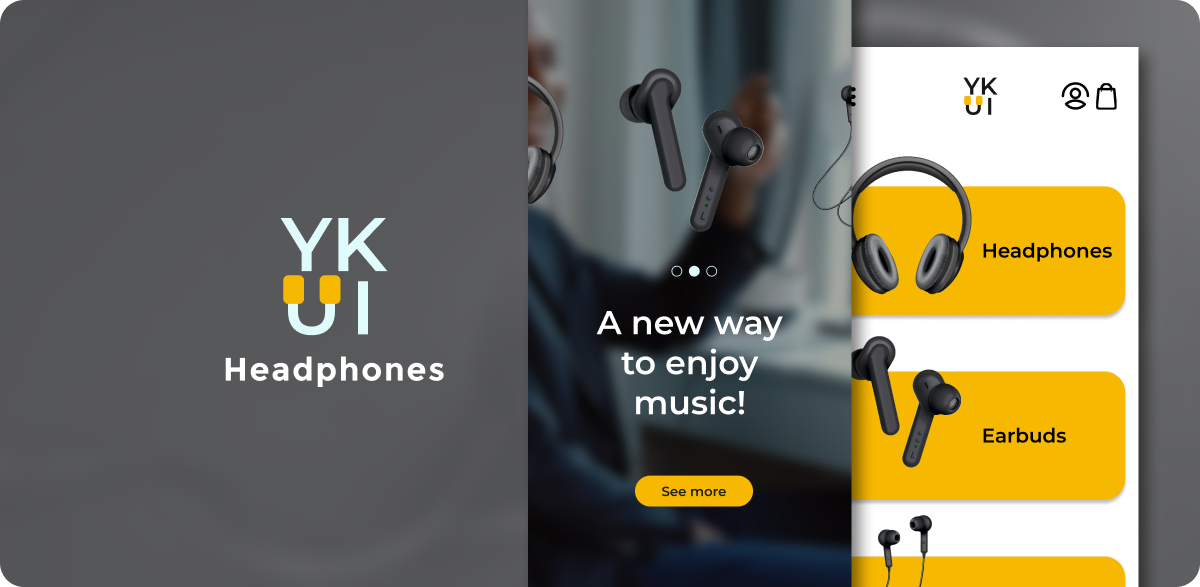 YK
UI
Headphones
A new way
to enjoy
music!
See more
YK
UI
Headphones
Earbuds